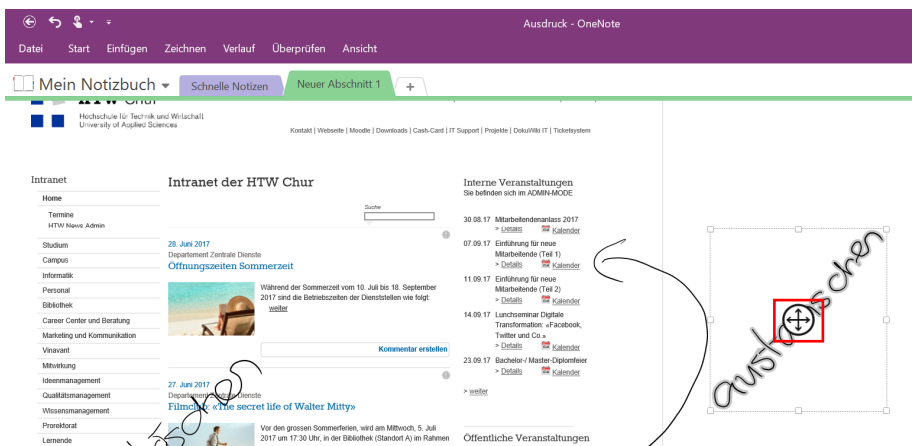 Ausdruck - OneNote
Datei Start Einfügen Zeichnen Verlauf Überprüfen Ansicht
Mein Notizbuch Schnelle Notizen Neuer Abschnitt 1 +
HTW Chur
Hochschule für Technik und Wirtschaft
University of Applied Sciences
Kontakt | Webseite | Moodle | Downloads | Cash-Card | IT Support | Projekte | DokuWiki IT | Ticketsystem
Intranet
Home
Termine
HTW News Admin
Studium
Campus
Informatik
Personal
Bibliothek
Career Center und Beratung
Marketing und Kommunikation
Vinavant
Mitwirkung
Ideenmanagement
Qualitätsmanagement
Wissensmanagement
Prorektorat
Lernende
Intranet der HTW Chur
Suche
28. Juni 2017
Departement Zentrale Dienste
Öffnungszeiten Sommerzeit
Während der Sommerzeit vom 10. Juli bis 18. September
2017 sind die Betriebszeiten der Dienststellen wie folgt:
weiter
Kommentar erstellen
27. Juni 2017
Departement Zentrale Dienste
Filmclub: «The secret life of Walter Mitty»
Vor den grossen Sommerferien, wird am Mittwoch, 5. Juli
2017 um 17:30 Uhr, in der Bibliothek (Standort A) im Rahmen
Interne Veranstaltungen
Sie befinden sich im ADMIN-MODE
30.08.17 Mitarbeitendenanlass 2017
> Details Kalender
07.09.17 Einführung für neue
Mitarbeitende (Teil 1)
> Details Kalender
11.09.17 Einführung für neue
Mitarbeitende (Teil 2)
> Details Kalender
14.09.17 Lunchseminar Digitale
Transformation: «Facebook,
Twitter und Co.»
> Details Kalender
23.09.17 Bachelor-/ Master-Diplomfeier
> Details Kalender
> weiter
Öffentliche Veranstaltungen
austauschen